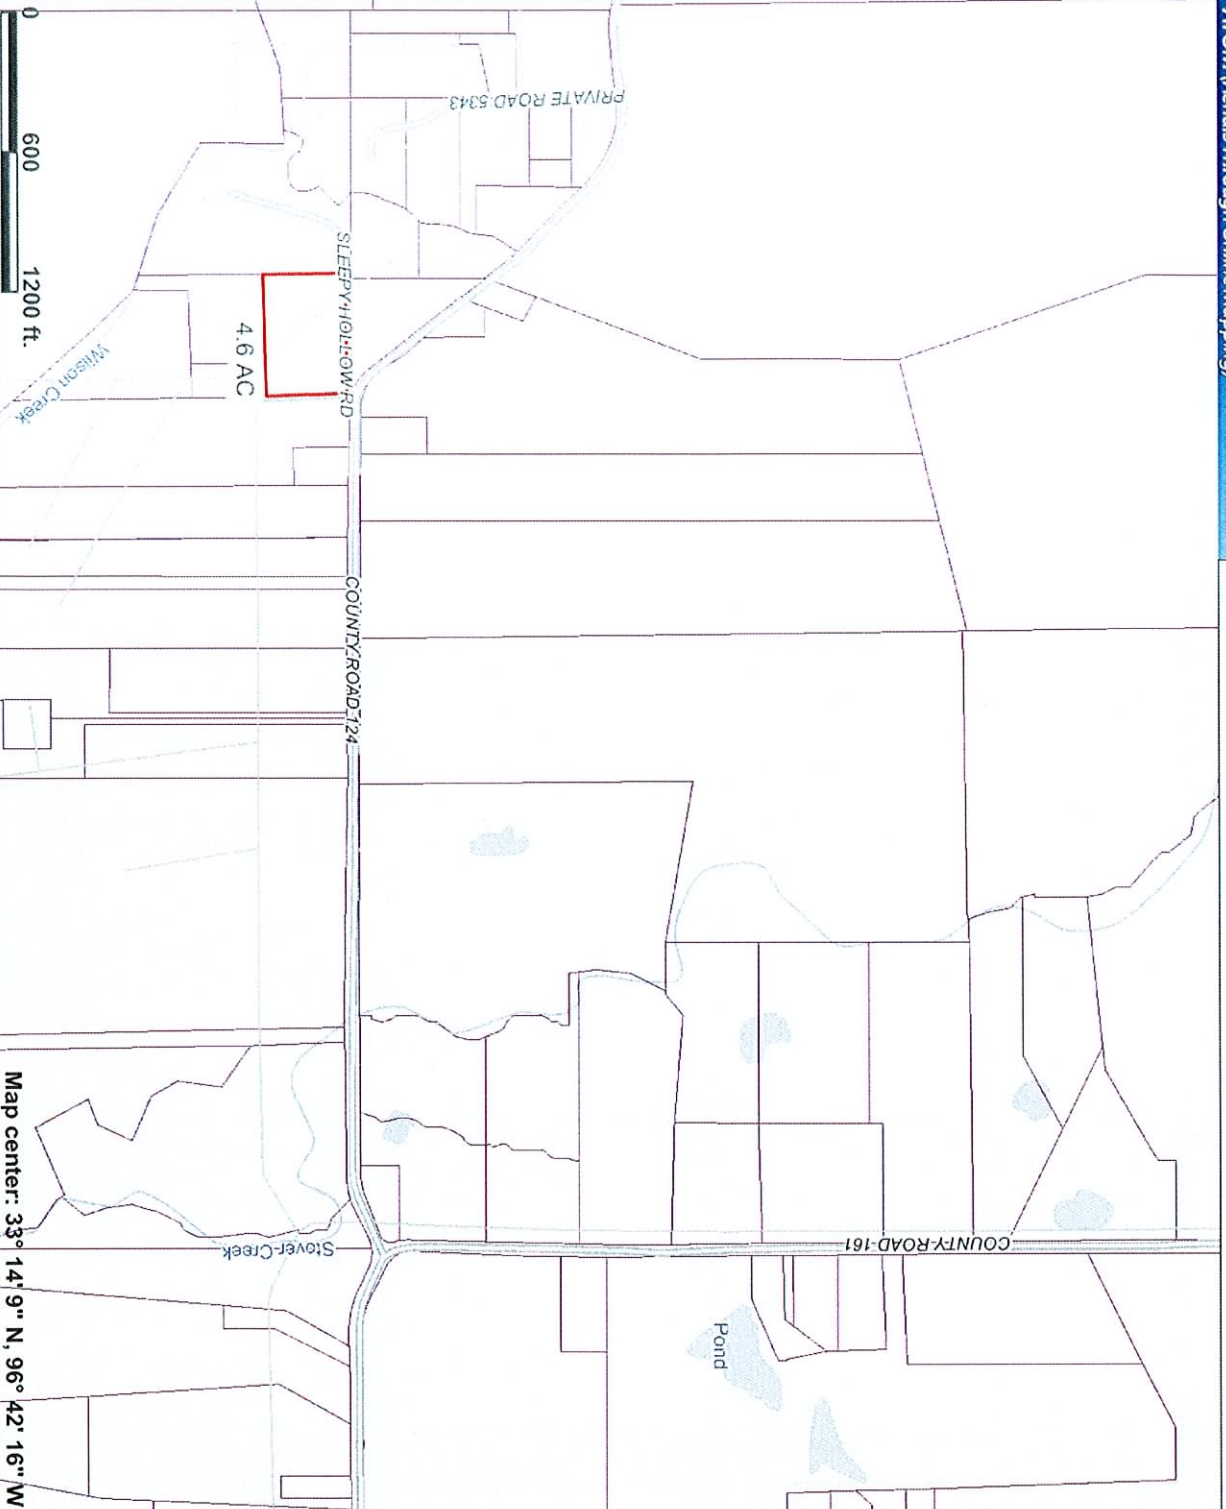 PRIVATE ROAD 5343
SLEEPY HOLLOW RD
4.6 AC
Wilson Creek
COUNTY ROAD 124
COUNTY ROAD 161
Stover Creek
Pond
0 600 1200 ft.
Map center: 33° 14' 9" N, 96° 42' 16" W